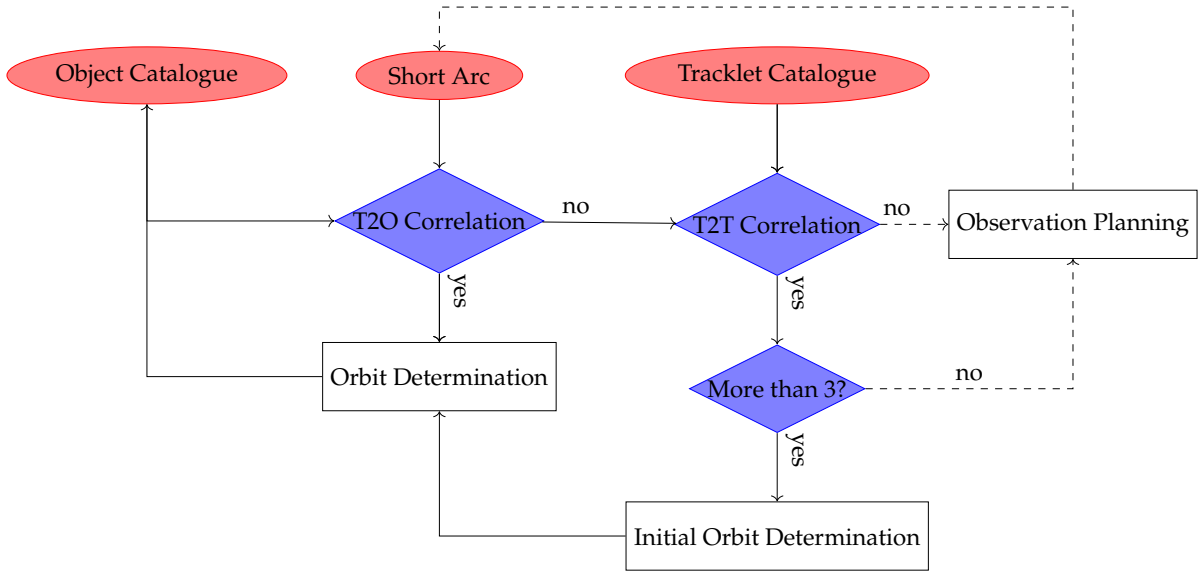 Object Catalogue
Short Arc
Tracklet Catalogue
T2O Correlation
no
T2T Correlation
no
Observation Planning
yes
yes
Orbit Determination
More than 3?
no
yes
Initial Orbit Determination